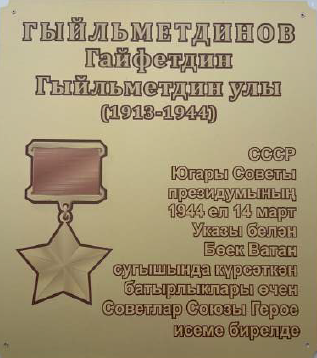 ГЫЙЛЬМЕТДИНОВ
Гайфетдин
Гыйльметдин улы
(1913-1944)
СССР
Югары Советы
президумының
1944 ел 14 март
Указы белән
Бөек Ватан
сугышында күрсәткән
батырлыклары өчен
Советлар Союзы Герое
исеме бирелде